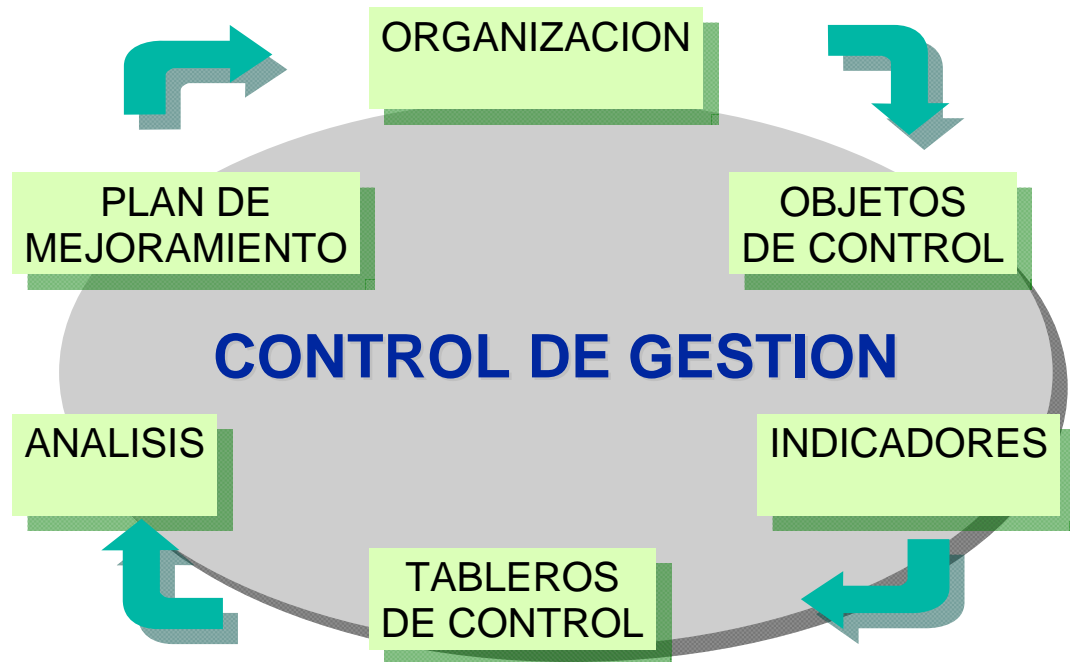 ORGANIZACION
PLAN DE
MEJORAMIENTO
OBJETOS
DE CONTROL
CONTROL DE GESTION
ANALISIS
INDICADORES
TABLEROS
DE CONTROL